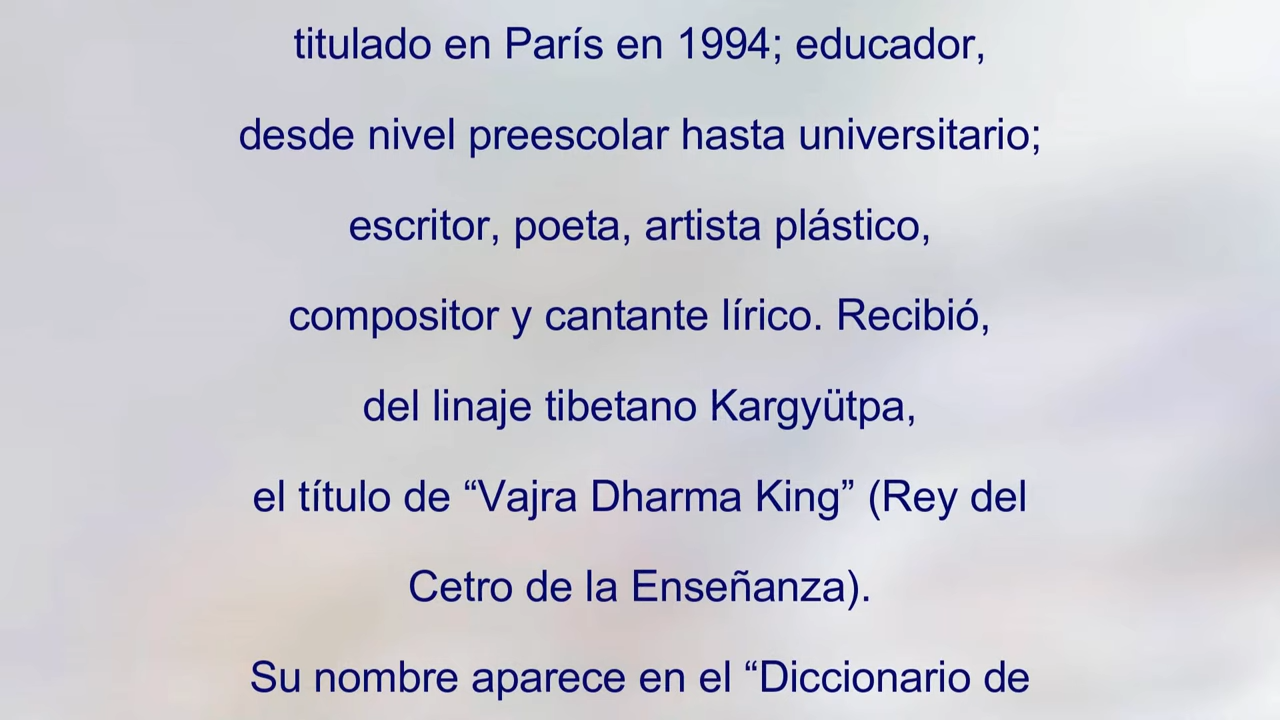 titulado en París en 1994; educador,
desde nivel preescolar hasta universitario;
escritor, poeta, artista plástico,
compositor y cantante lírico. Recibió,
del linaje tibetano Kargyütpa,
el título de “Vajra Dharma King” (Rey del
Cetro de la Enseñanza).
Su nombre aparece en el “Diccionario de